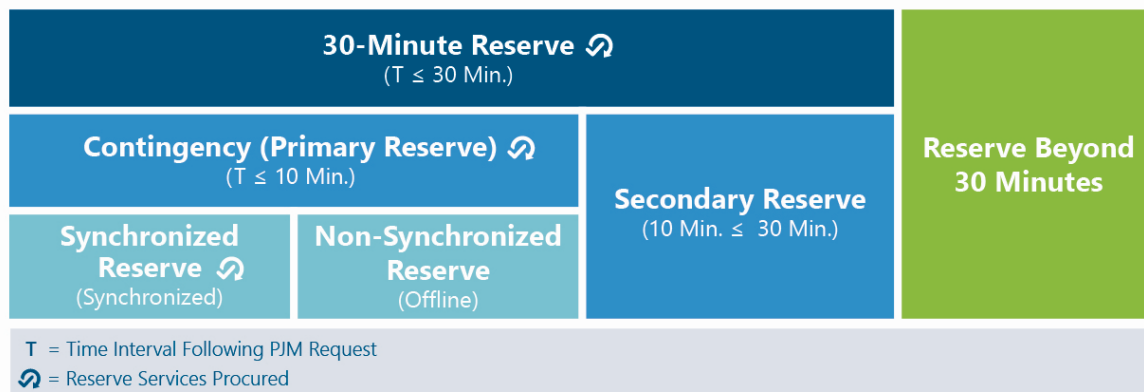 30-Minute Reserve
(T ≤ 30 Min.)
Contingency (Primary Reserve)
(T ≤ 10 Min.)
Synchronized
Reserve
(Synchronized)
Non-Synchronized
Reserve
(Offline)
Secondary Reserve
(10 Min. ≤ 30 Min.)
Reserve Beyond
30 Minutes
T = Time Interval Following PJM Request
= Reserve Services Procured